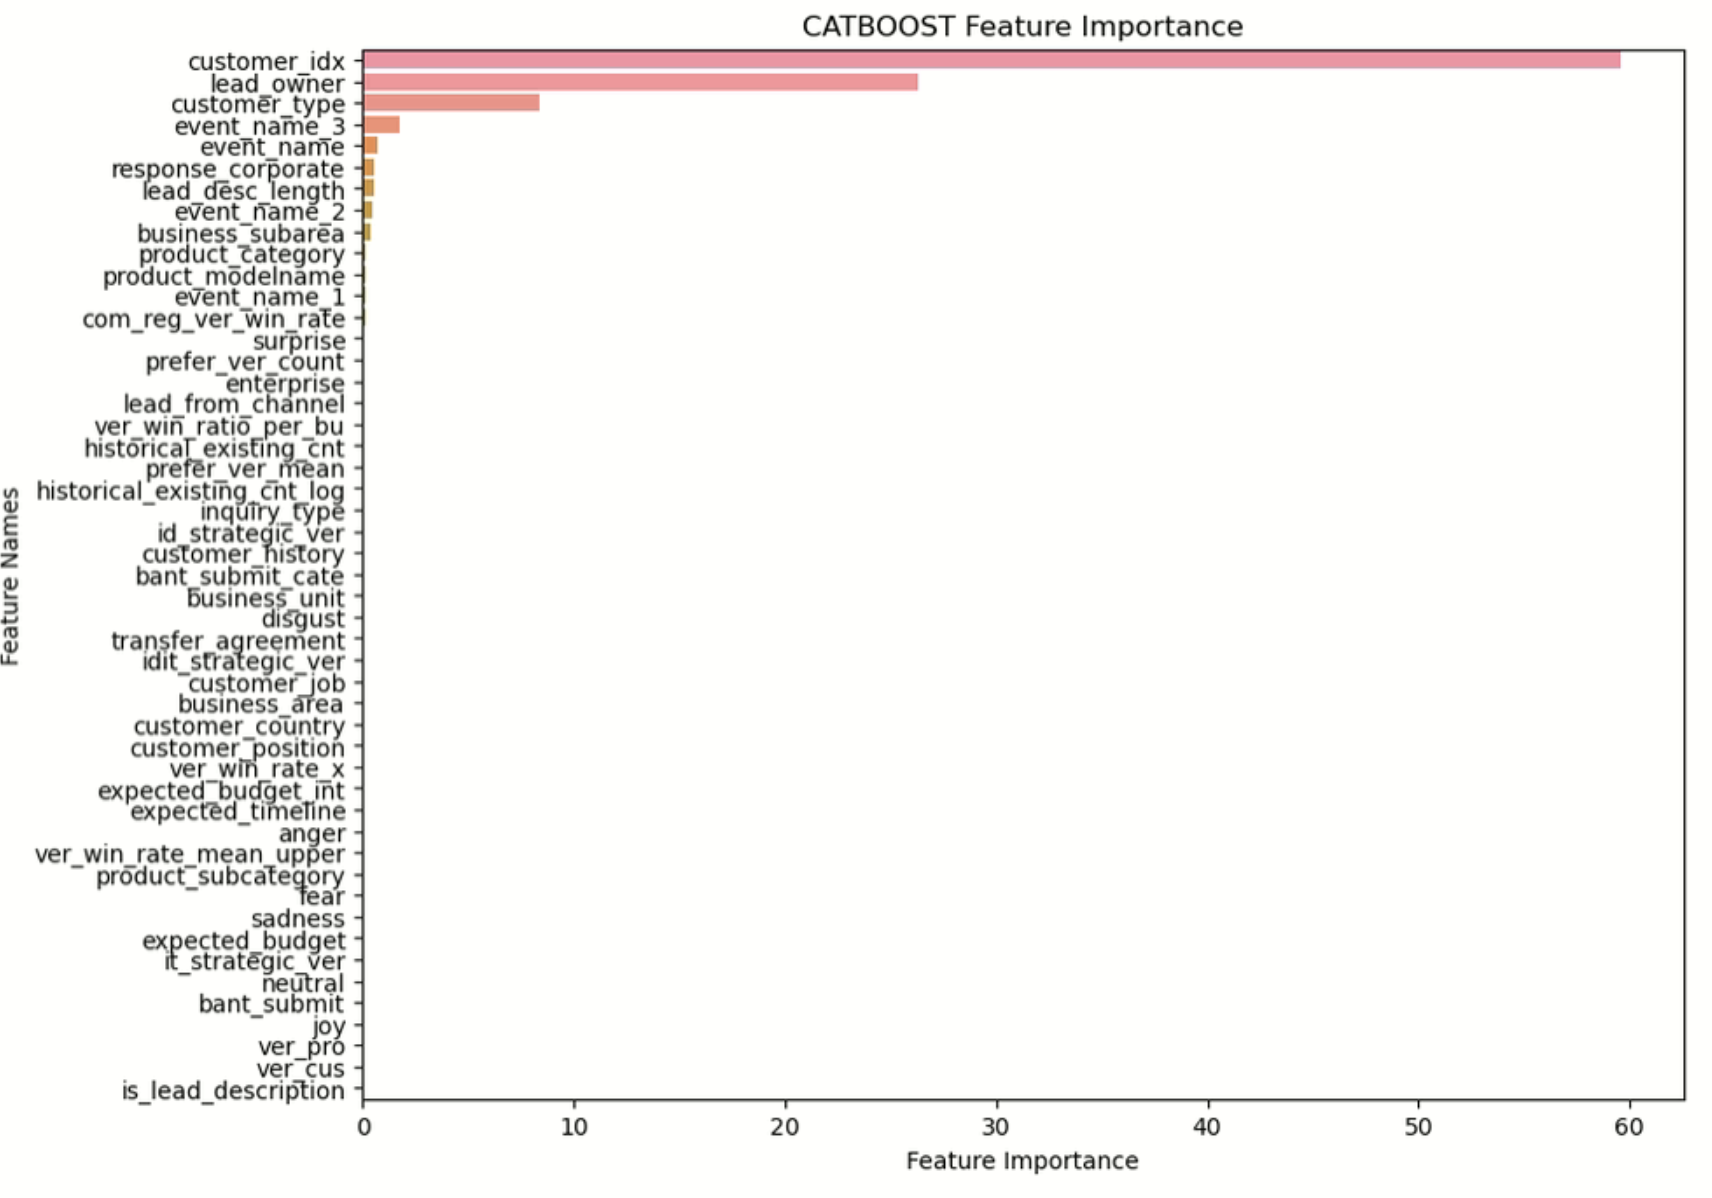 CATBOOST Feature Importance
customer_idx
lead_owner
customer_type
event_name_3
event_name
response_corporate
lead_desc_length
event_name_2
business_subarea
product_category
product_modelname
event_name_1
com_reg_ver_win_rate
surprise
prefer_ver_count
enterprise
lead_from_channel
ver_win_ratio_per_bu
historical_existing_cnt
prefer_ver_mean
historical_existing_cnt_log
inquiry_type
id_strategic_ver
customer_history
bant_submit_cate
business_unit
disgust
transfer_agreement
idit_strategic_ver
customer_job
business_area
customer_country
customer_position
ver_win_rate_x
expected_budget_int
expected_timeline
anger
ver_win_rate_mean_upper
product_subcategory
fear
sadness
expected_budget
it_strategic_ver
neutral
bant_submit
joy
ver_pro
ver_cus
is_lead_description
Feature Names
0 10 20 30 40 50 60
Feature Importance